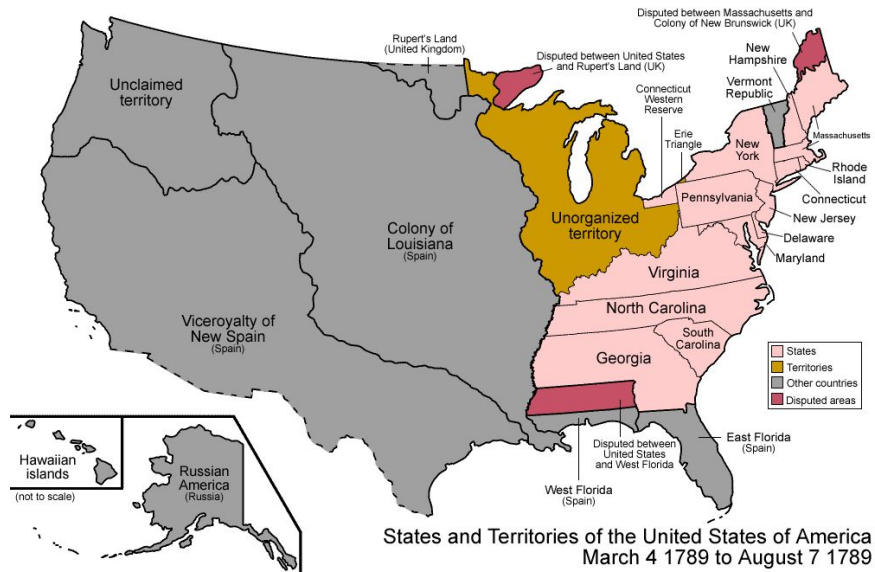 Disputed between Massachusetts and
Colony of New Brunswick (UK)
Rupert's Land
(United Kingdom)
Disputed between United States
and Rupert's Land (UK)
New
Hampshire
Vermont
Republic
Unclaimed
territory
Connecticut
Western
Reserve
Erie
Triangle
Massachusetts
New
York
Rhode
Island
Pennsylvania
Connecticut
New Jersey
Colony of
Louisiana
(Spain)
Unorganized
territory
Delaware
Maryland
Virginia
North Carolina
South
Carolina
Viceroyalty of
New Spain
(Spain)
Georgia
States
Territories
Other countries
Disputed areas
Disputed between
United States
and West Florida
East Florida
(Spain)
West Florida
(Spain)
Hawaiian
islands
(not to scale)
Russian
America
(Russia)
States and Territories of the United States of America
March 4 1789 to August 7 1789